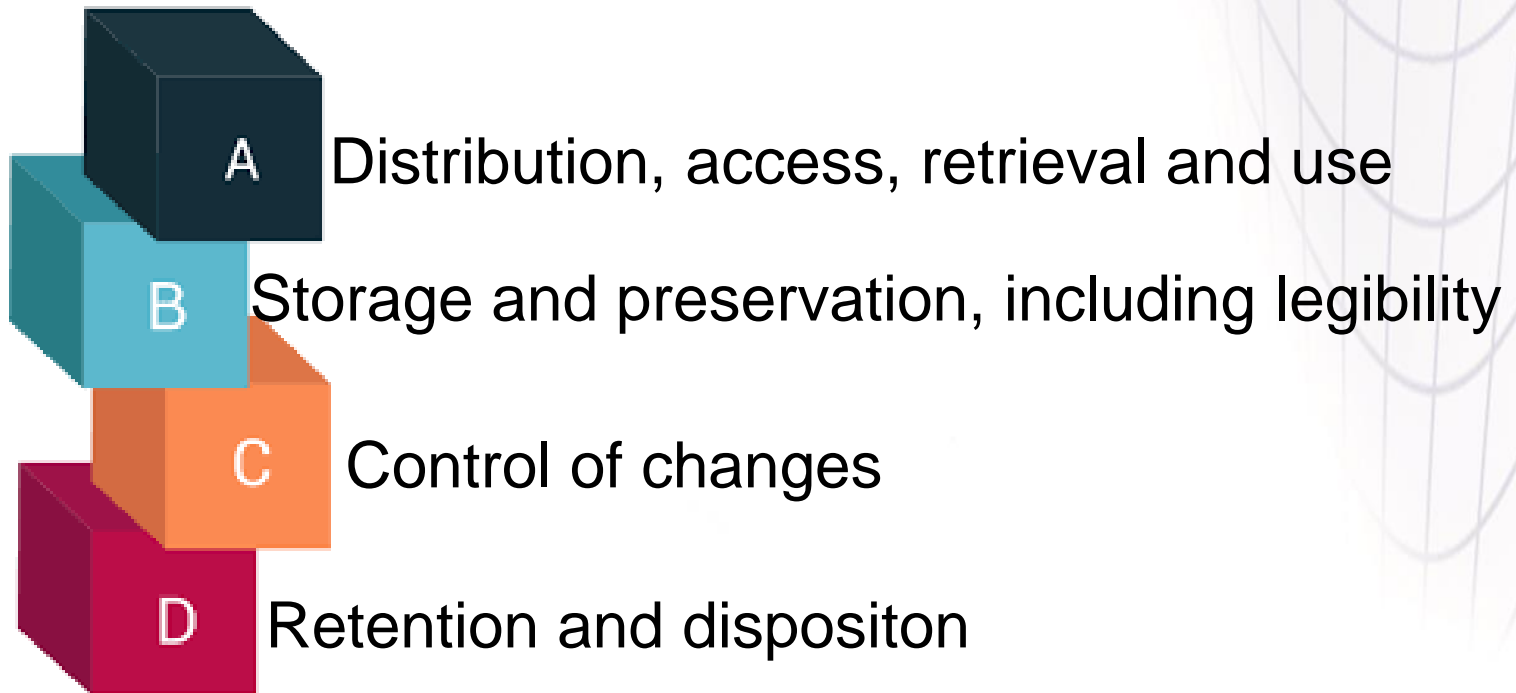 A Distribution, access, retrieval and use
B Storage and preservation, including legibility
C Control of changes
D Retention and dispositon